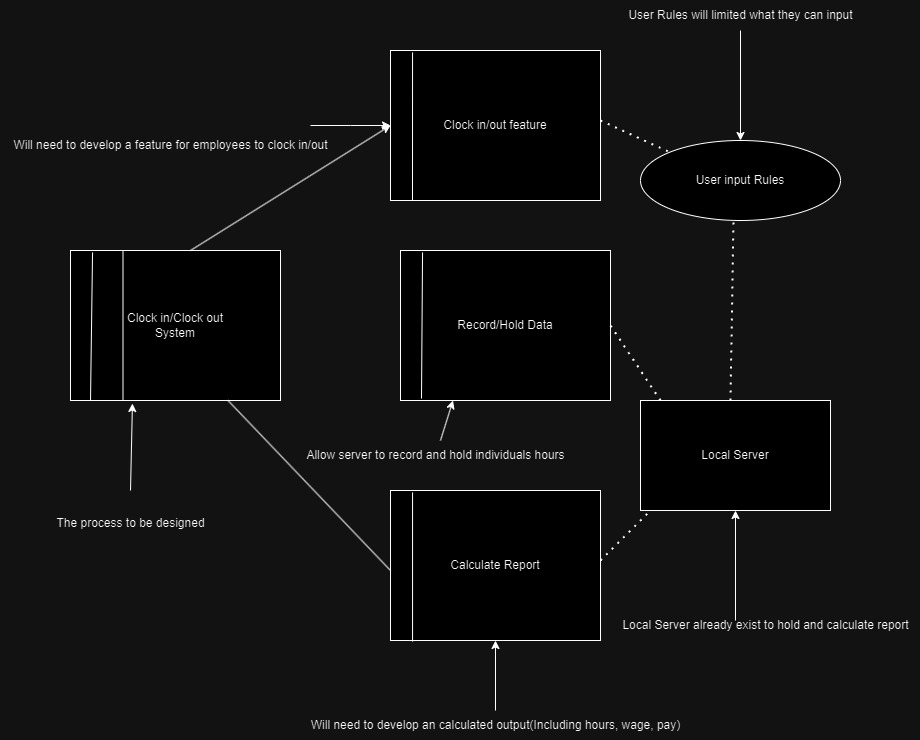 User Rules will limited what they can input
Clock in/out feature
Will need to develop a feature for employees to clock in/out
User input Rules
Clock in/Clock out
System
Record/Hold Data
Allow server to record and hold individuals hours
Local Server
The process to be designed
Calculate Report
Local Server already exist to hold and calculate report
Will need to develop an calculated output(Including hours, wage, pay)